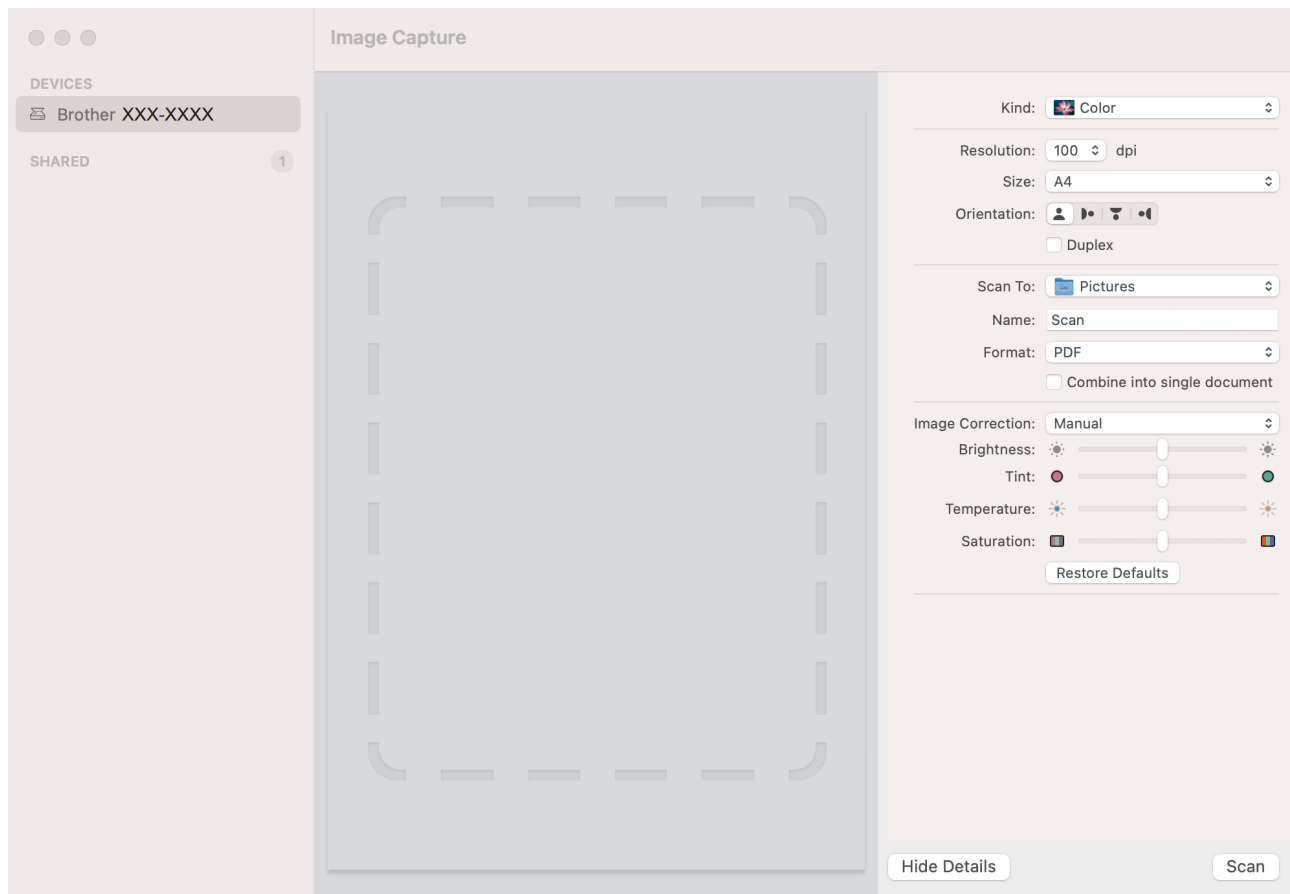 Image Capture
DEVICES
Brother XXX-XXXX
SHARED 1
Kind: Color
Resolution: 100 dpi
Size: A4
Orientation:
Duplex
Scan To: Pictures
Name: Scan
Format: PDF
Combine into single document
Image Correction: Manual
Brightness:
Tint:
Temperature:
Saturation:
Restore Defaults
Hide Details
Scan